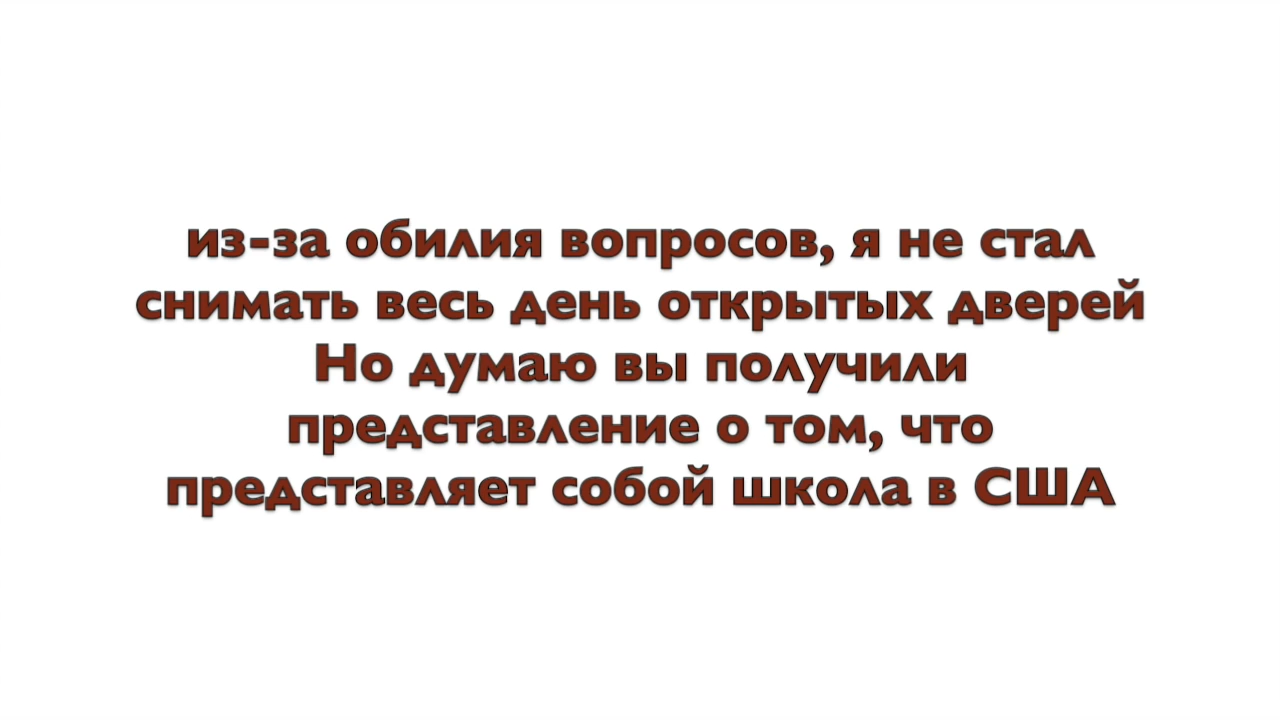 из-за обилия вопросов, я не стал
снимать весь день открытых дверей
Но думаю вы получили
представление о том, что
представляет собой школа в США